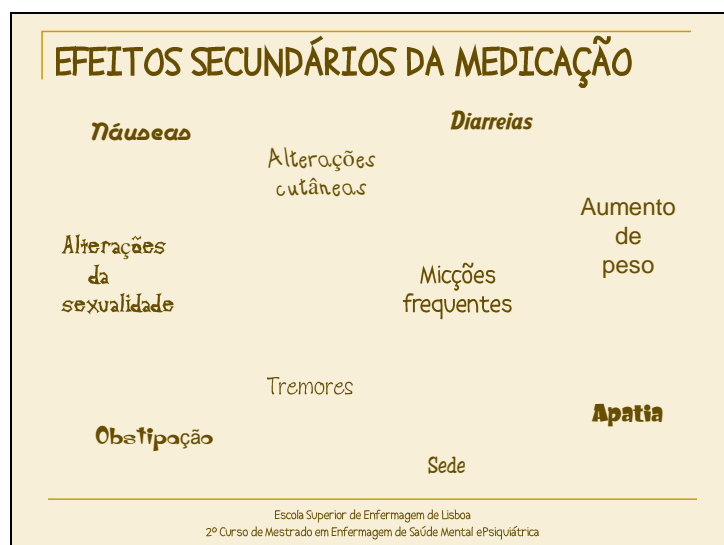 EFEITOS SECUNDÁRIOS DA MEDICAÇÃO
Náuseas
Diarreias
Alterações
cutâneas
Aumento
de
peso
Alterações
da
sexualidade
Micções
frequentes
Tremores
Apatia
Obstipação
Sede
Escola Superior de Enfermagem de Lisboa
2º Curso de Mestrado em Enfermagem de Saúde Mental ePsiquiátrica